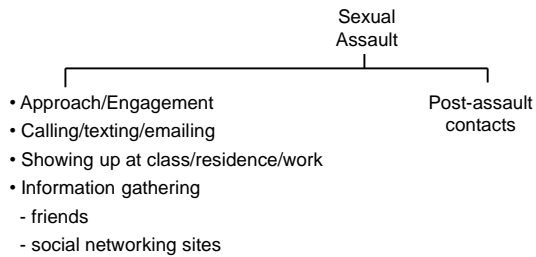 Sexual
Assault
• Approach/Engagement
• Calling/texting/emailing
• Showing up at class/residence/work
• Information gathering
- friends
- social networking sites
Post-assault
contacts